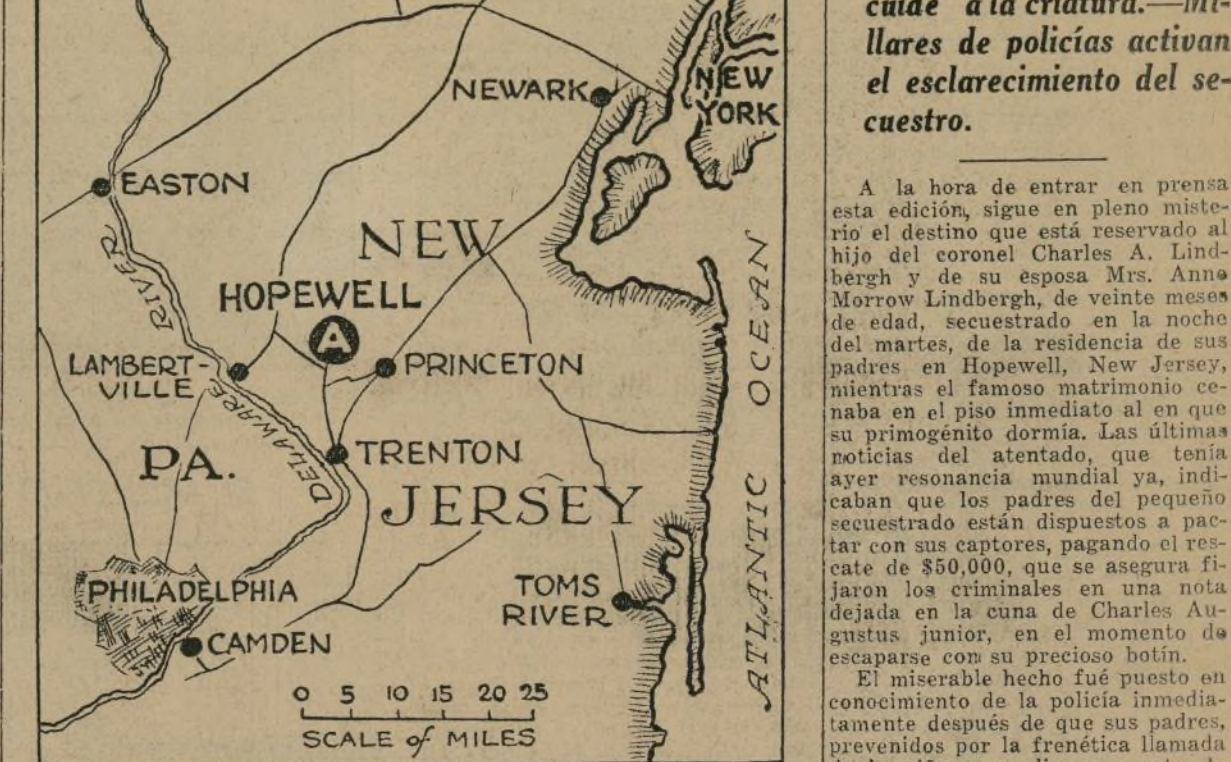 NEWARK
NEW
YORK
EASTON
NEW
HOPEWELL
A
RIVER
LAMBERT-
VILLE
PRINCETON
DELAWARE
PA.
TRENTON
JERSEY
ATLANTIC OCEAN
PHILADELPHIA
TOMS
RIVER
CAMDEN
0 5 10 15 20 25
SCALE of MILES
cuide a la criatura.—Mi-
llares de policías activan
el esclarecimiento del se-
cuestro.
A la hora de entrar en prensa
esta edición, sigue en pleno miste-
rio el destino que está reservado al
hijo del coronel Charles A. Lind-
bergh y de su esposa Mrs. Anne
Morrow Lindbergh, de veinte meses
de edad, secuestrado en la noche
del martes, de la residencia de sus
padres en Hopewell, New Jersey,
mientras el famoso matrimonio ce-
naba en el piso inmediato al en que
su primogénito dormía. Las últimas
noticias del atentado, que tenía
ayer resonancia mundial ya, indi-
caban que los padres del pequeño
secuestrado están dispuestos a pac-
tar con sus captores, pagando el res-
cate de $50,000, que se asegura fi-
jaron los criminales en una nota
dejada en la cuna de Charles Au-
gustus junior, en el momento de
escaparse con su precioso botín.
El miserable hecho fué puesto en
conocimiento de la policía inmedia-
tamente después de que sus padres,
prevenidos por la frenética llamada